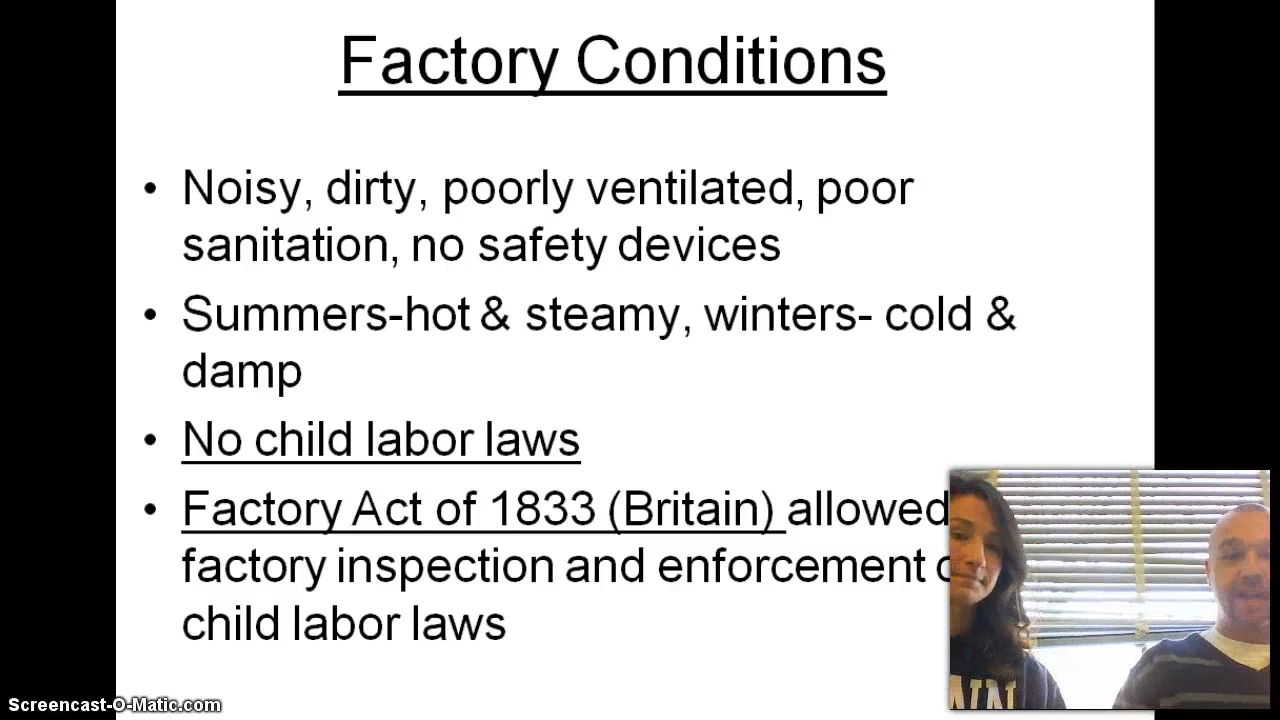 Factory Conditions
• Noisy, dirty, poorly ventilated, poor
sanitation, no safety devices
• Summers-hot & steamy, winters- cold &
damp
• No child labor laws
• Factory Act of 1833 (Britain) allowed
factory inspection and enforcement
child labor laws
Screencast-O-Matic.com